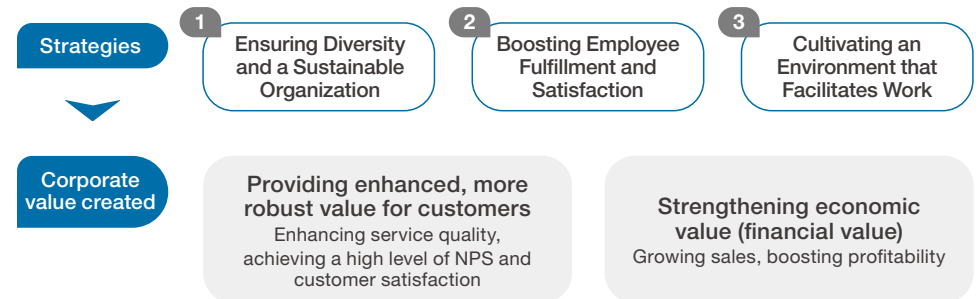 Strategies
1
Ensuring Diversity
and a Sustainable
Organization
2
Boosting Employee
Fulfillment and
Satisfaction
3
Cultivating an
Environment that
Facilitates Work
Corporate
value created
Providing enhanced, more
robust value for customers
Enhancing service quality,
achieving a high level of NPS and
customer satisfaction
Strengthening economic
value (financial value)
Growing sales, boosting profitability